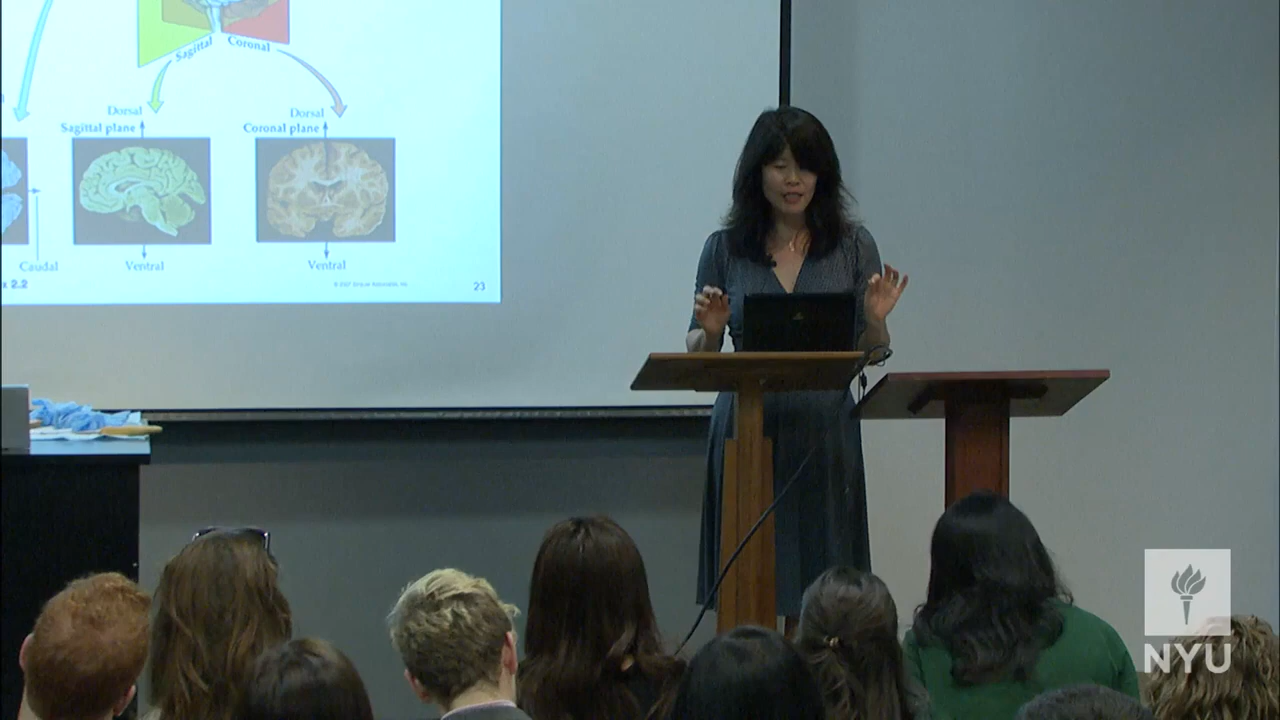 Sagittal Coronal
Dorsal Dorsal
Sagittal plane Coronal plane
Caudal Ventral Ventral
x 2.2
23
NYU